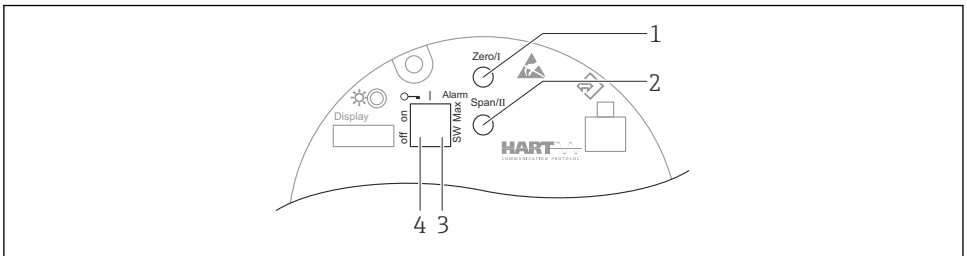 1
Zero/I
2
Alarm
Span/II
Display
on
off
SW Max
HART
COMMUNICATION PROTOCOL
4 3